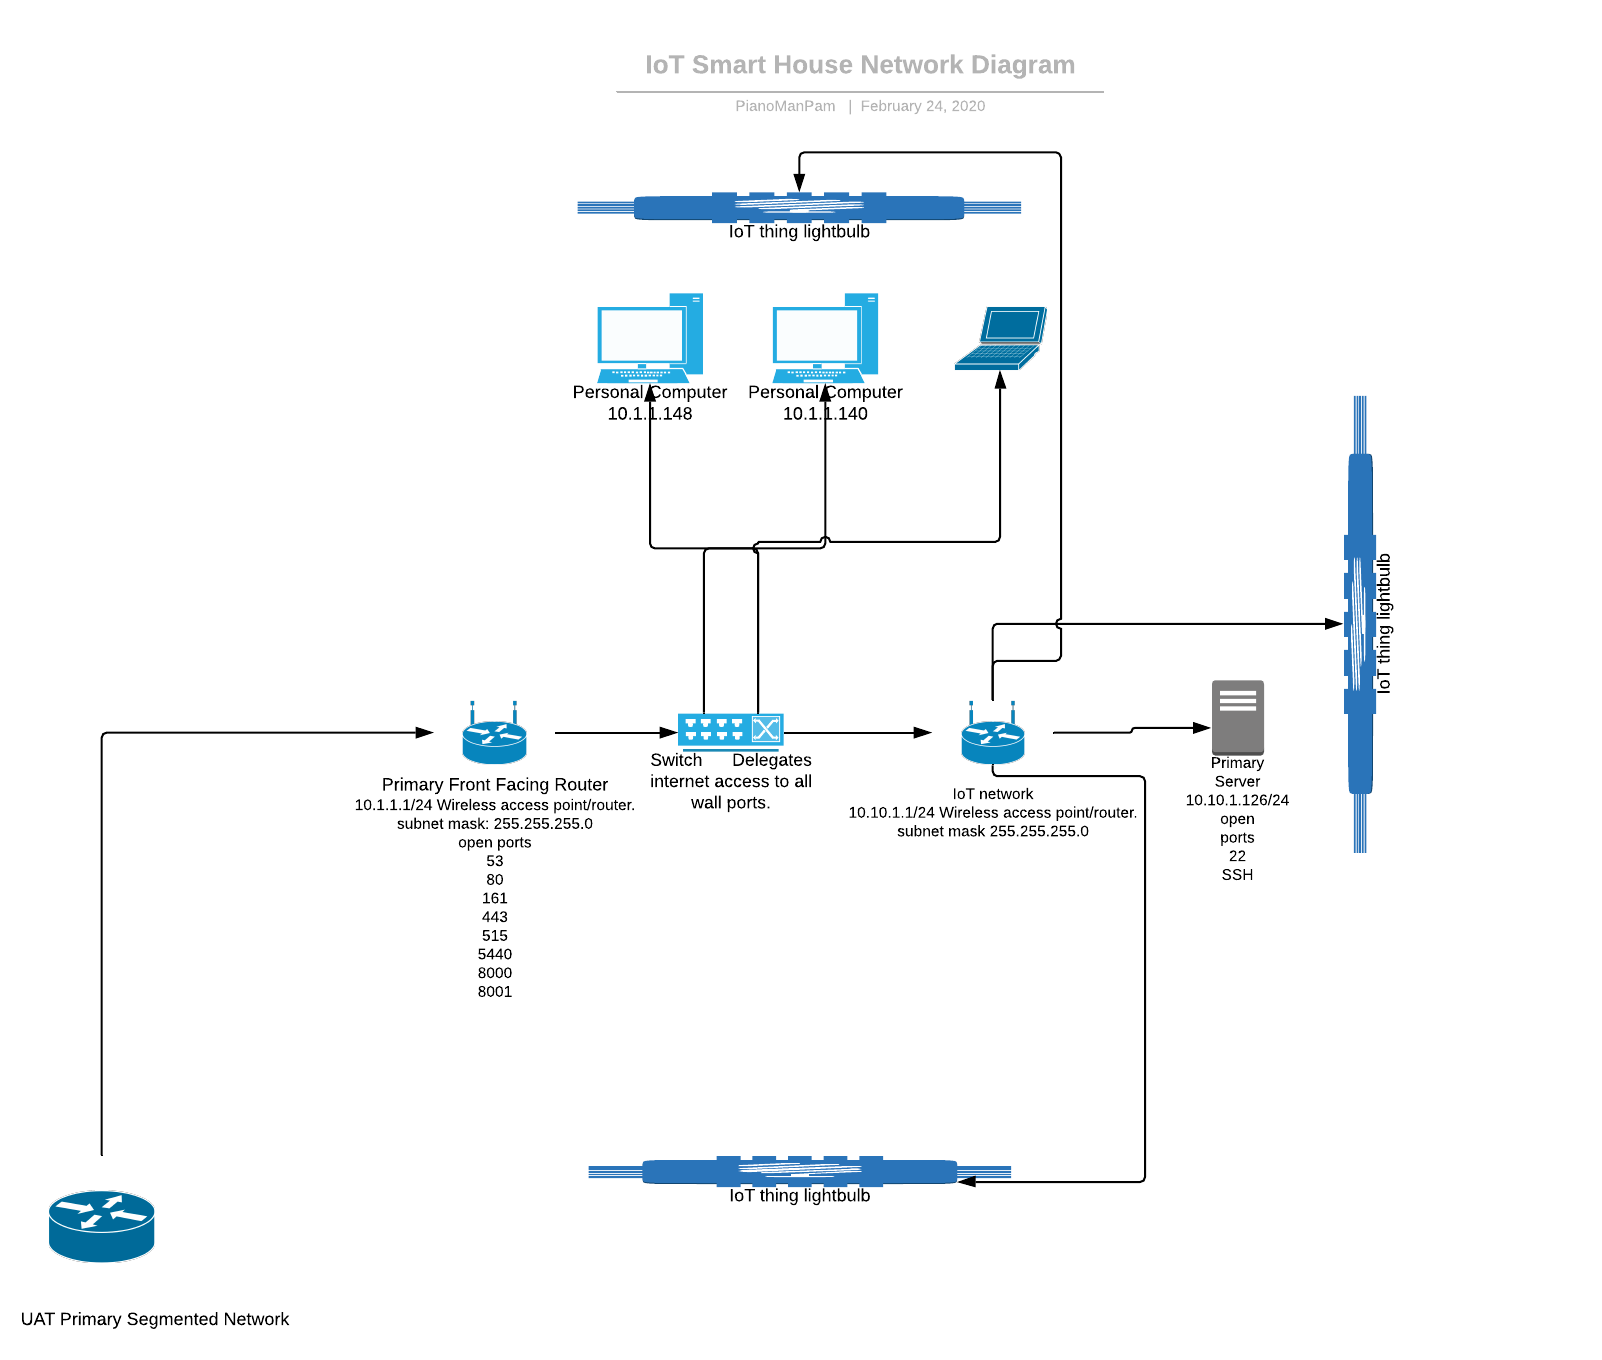 IoT Smart House Network Diagram
PianoManPam | February 24, 2020
IoT thing lightbulb
Personal Computer
10.1.1.148
Personal Computer
10.1.1.140
IoT thing lightbulb
Primary Front Facing Router
10.1.1.1/24 Wireless access point/router.
subnet mask: 255.255.255.0
open ports
53
80
161
443
515
5440
8000
8001
Switch Delegates
internet access to all
wall ports.
IoT network
10.10.1.1/24 Wireless access point/router.
subnet mask 255.255.255.0
Primary
Server
10.10.1.126/24
open
ports
22
SSH
IoT thing lightbulb
UAT Primary Segmented Network